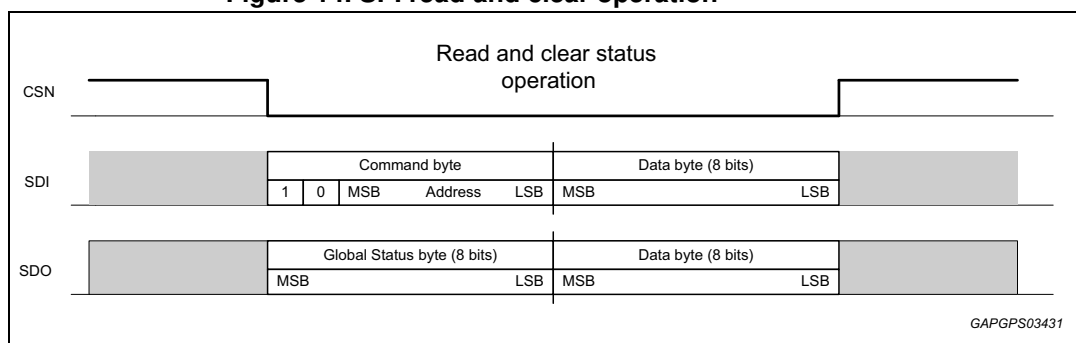 Figure 14. SPI read and clear operation
Read and clear status
operation
CSN
SDI
Command byte
Data byte (8 bits)
1 0 MSB Address LSB MSB LSB
SDO
Global Status byte (8 bits)
Data byte (8 bits)
MSB LSB MSB LSB
GAPGPS03431